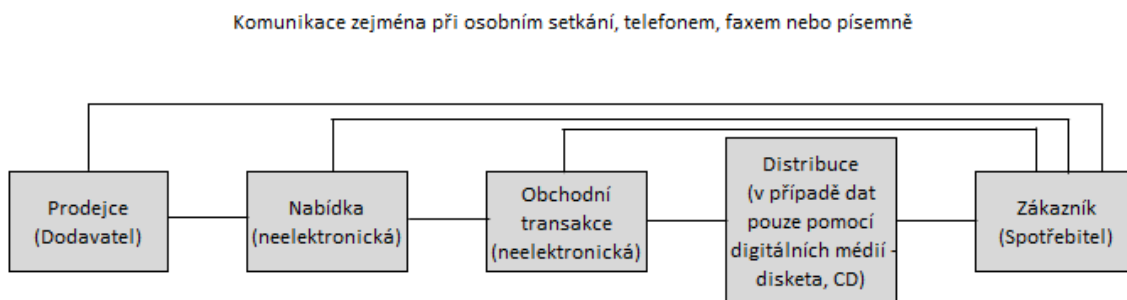 Komunikace zejména při osobním setkání, telefonem, faxem nebo písemně
Prodejce
(Dodavatel)
Nabídka
(neelektronická)
Obchodní
transakce
(neelektronická)
Distribuce
(v případě dat
pouze pomocí
digitálních médií -
disketa, CD)
Zákazník
(Spotřebitel)